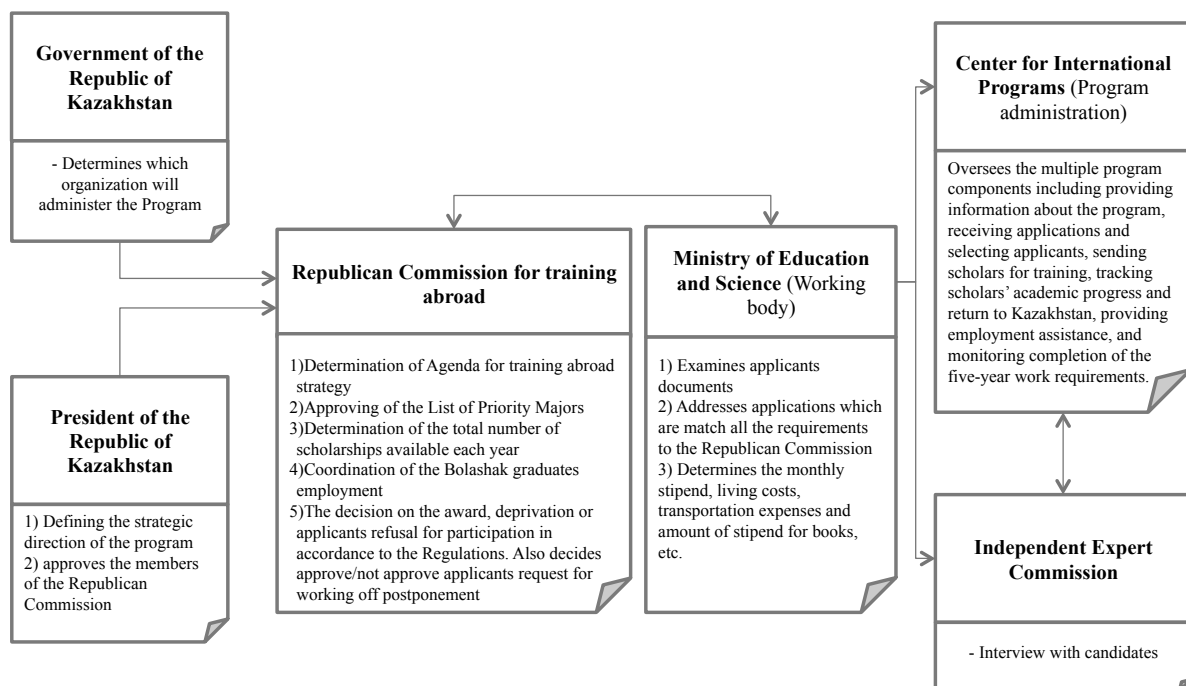 Government of the
Republic of
Kazakhstan
- Determines which
organization will
administer the Program
President of the
Republic of
Kazakhstan
1) Defining the strategic
direction of the program
2) approves the members
of the Republican
Commission
Republican Commission for training
abroad
1)Determination of Agenda for training abroad
strategy
2)Approving of the List of Priority Majors
3)Determination of the total number of
scholarships available each year
4)Coordination of the Bolashak graduates
employment
5)The decision on the award, deprivation or
applicants refusal for participation in
accordance to the Regulations. Also decides
approve/not approve applicants request for
working off postponement
Ministry of Education
and Science (Working
body)
1) Examines applicants
documents
2) Addresses applications which
are match all the requirements
to the Republican Commission
3) Determines the monthly
stipend, living costs,
transportation expenses and
amount of stipend for books,
etc.
Center for International
Programs (Program
administration)
Oversees the multiple program
components including providing
information about the program,
receiving applications and
selecting applicants, sending
scholars for training, tracking
scholars’ academic progress and
return to Kazakhstan, providing
employment assistance, and
monitoring completion of the
five-year work requirements.
Independent Expert
Commission
- Interview with candidates